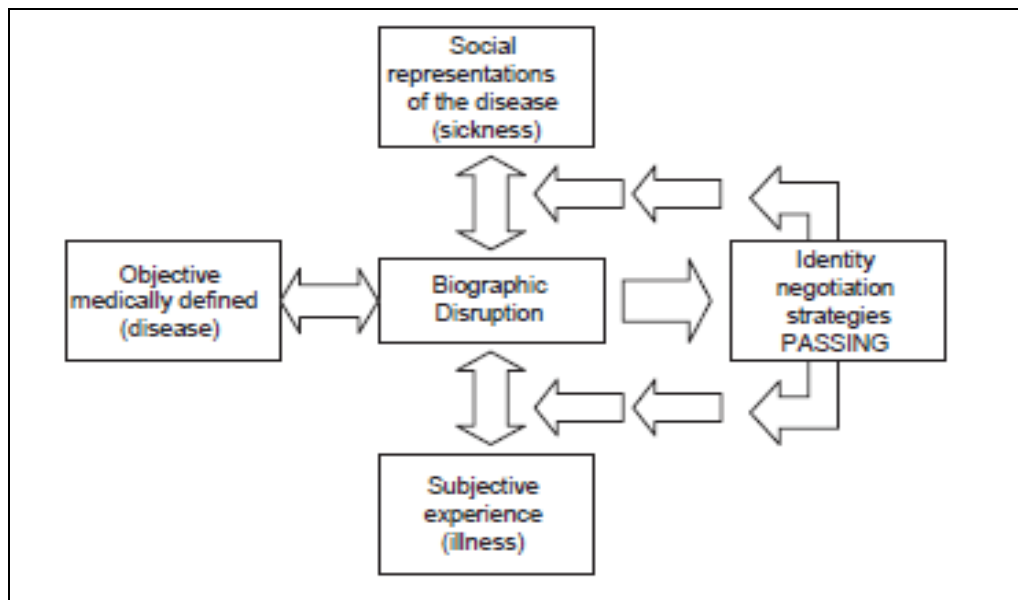 Social
representations
of the disease
(sickness)
Objective
medically defined
(disease)
Biographic
Disruption
Identity
negotiation
strategies
PASSING
Subjective
experience
(illness)